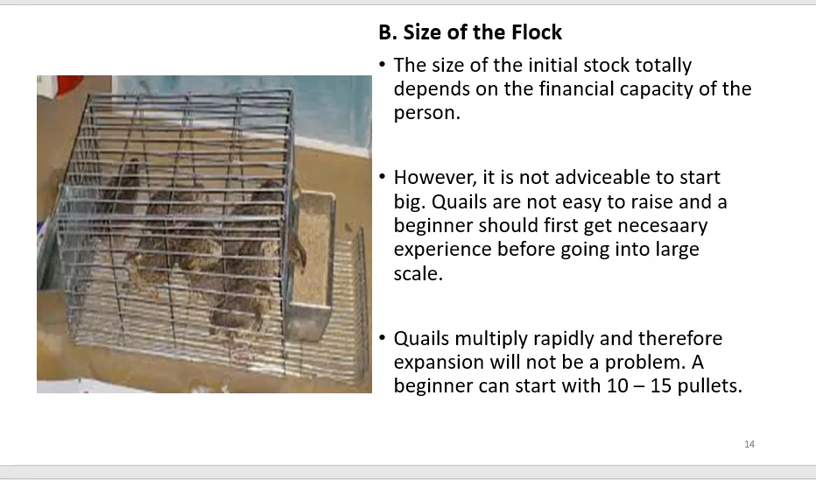 B. Size of the Flock
• The size of the initial stock totally
depends on the financial capacity of the
person.
• However, it is not adviceable to start
big. Quails are not easy to raise and a
beginner should first get necesaary
experience before going into large
scale.
• Quails multiply rapidly and therefore
expansion will not be a problem. A
beginner can start with 10 – 15 pullets.
14